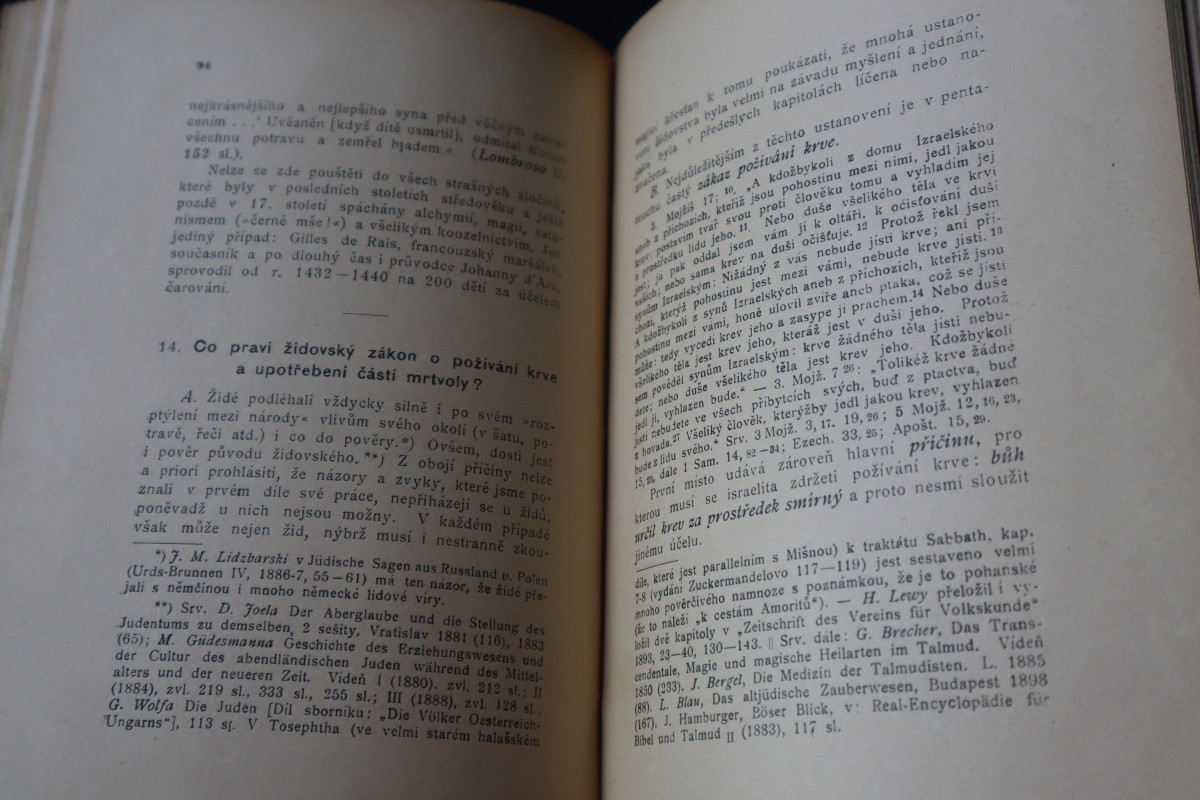 94
nejkrásnějšího a nejlepšího syna před věčným zatra-
cením . . .' Uvězněn [když dítě usmrtil], odmítal Kursin
všechnu potravu a zemřel hladem.“ (Lombroso II,
152 sl.).
Nelze se zde pouštěti do všech strašných zločinů,
které byly v posledních stoletích středověku a ještě
pozdě v 17. století spáchány alchymií, magií, sata-
nismem (»černé mše!«) a všelikým kouzelnictvím. Jen
jediný případ: Gilles de Rais, francouzský maršálek,
současník a po dlouhý čas i průvodce Johanny d'Arc,
sprovodil od r. 1432—1440 na 200 dětí za účelem
čarování.
14. Co praví židovský zákon o požívání krve
a upotřebení částí mrtvoly?
A. Židé podléhali vždycky silně i po svém »roz-
ptýlení mezi národy« vlivům svého okolí (v šatu, po-
travě, řeči atd.) i co do pověry.*) Ovšem, dosti jest
i pověr původu židovského.**) Z obojí příčiny nelze
a priori prohlásiti, že názory a zvyky, které jsme po-
znali v prvém díle své práce, nepřiházejí se u židů,
poněvadž u nich nejsou možny. V každém případě
však může nejen žid, nýbrž musí i nestranně zkou-
*) J. M. Lidzbarski v Jüdische Sagen aus Russland u. Polen
(Urds-Brunnen IV, 1886-7, 55—61) má ten názor, že židé pře-
jali s němčinou i mnoho německé lidové víry.
**) Srv. D. Joela Der Aberglaube und die Stellung des
Judentums zu demselben, 2 sešity, Vratislav 1881 (116), 1883
(65); M. Güdesmanna Geschichte des Erziehungswesens und
der Cultur des abendländischen Juden während des Mittel-
alters und der neueren Zeit. Vídeň I (1880). zvl. 212 sl.; II
(1884), zvl. 219 sl., 333 sl., 255 sl.; III (1888), zvl. 128 sl.,
G. Wolfa Die Juden [Díl sborníku: „Die Völker Oesterreich-
Ungarns“], 113 sl. V Tosephtha (ve velmi starém halašském
mající křesťan k tomu poukázati, že mnohá ustano-
vení židovstva byla velmi na závadu myšlení a jednání,
jaká byla v předešlých kapitolách líčena nebo na-
značena.
B. Nejdůležitějším z těchto ustanovení je v penta-
teuchu častý zákaz požívání krve.
3. Mojžíš 17; 10. „A kdožbykoli z domu Izraelského
aneb z příchozích, kteříž jsou pohostinu mezi nimi, jedl jakou
krev: postavím tvář svou proti člověku tomu a vyhladím jej
z prostředku lidu jeho. 11. Nebo duše všelikého těla ve krvi
jest; já pak oddal jsem vám ji k oltáři, k očisťování duší
vašich; nebo sama krev na duši očišťuje. 12 Protož řekl jsem
synům Izraelským: Nižádný z vás nebude jísti krve; ani pří-
chozí, kterýž pohostinu jest mezi vámi, nebude krve jísti. 13
A kdožbykoli z synů Izraelských aneb z příchozích, kteříž jsou
pohostinu mezi vámi, honě ulovil zvíře aneb ptáka, což se jísti
může: tedy vycedí krev jeho a zasype ji prachem.14 Nebo duše
všelikého těla jest krev jeho, kteráž jest v duši jeho. Protož
sem pověděl synům Izraelským: krve žádného těla jísti nebu-
dete; nebo duše všelikého těla jest krev jeho. Kdožbykoli
jedl ji, vyhlazen bude.“ — 3. Mojž. 7 26: „Tolikéž krve žádné
jísti nebudete ve všech příbytcích svých, buď z ptactva, buď
z hovada.27 Všeliký člověk, kterýžby jedl jakou krev, vyhlazen
bude z lidu svého.“ Srv. 3 Mojž. 3, 17. 19, 26; 5 Mojž. 12, 16, 23,
15, 23, dále 1 Sam. 14, 32—34; Ezech. 33, 25; Apošt. 15, 29.
První místo udává zároveň hlavní příčinu, pro
kterou musí se israelita zdržeti požívání krve: bůh
určil krev za prostředek smírný a proto nesmí sloužit
jinému účelu.
díle, které jest parallelním s Mišnou) k traktétu Sabbath, kap.
7-8 (vydání Zuckermandelovo 117—119) jest sestaveno velmi
mnoho pověrčivého namnoze s poznámkou, že je to pohanské
(že to náleží „k cestám Amoritů“). — H. Lewy přeložil i vy-
ložil dvě kapitoly v „Zeitschrift des Vereins für Volkskunde“
1893, 23—40, 130—143. || Srv. dále: G. Brecher, Das Trans-
cendentale, Magie und magische Heilarten im Talmud. Vídeň
1850 (233). J. Bergel, Die Medizin der Talmudisten. L. 1885
(88). L. Blau, Das altjüdische Zauberwesen, Budapest 1898
(167). J. Hamburger, Böser Blick, v: Real-Encyclopädie für
Bibel und Talmud II (1883), 117 sl.